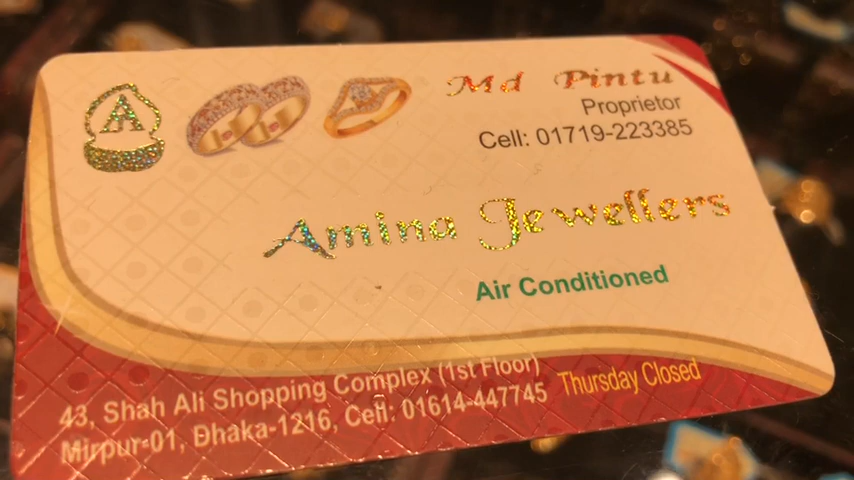 A
Md Pintu
Proprietor
Cell: 01719-223385
Amina Jewellers
Air Conditioned
43, Shah Ali Shopping Complex (1st Floor)
Mirpur-01, Dhaka-1216, Cell: 01614-447745
Thursday Closed